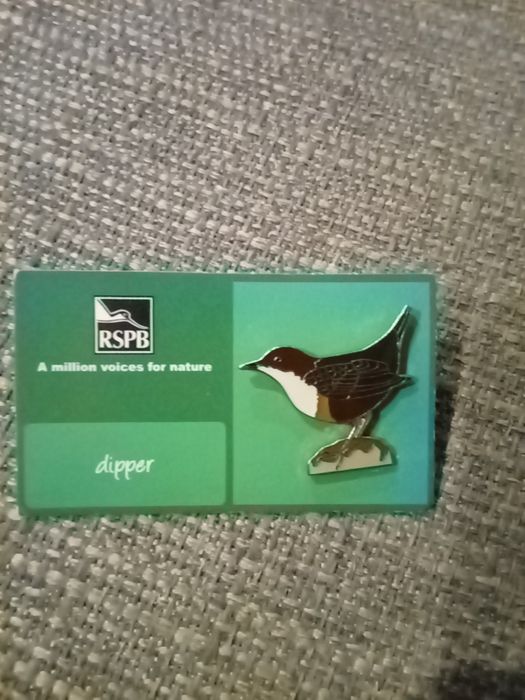 RSPB
A million voices for nature
dipper